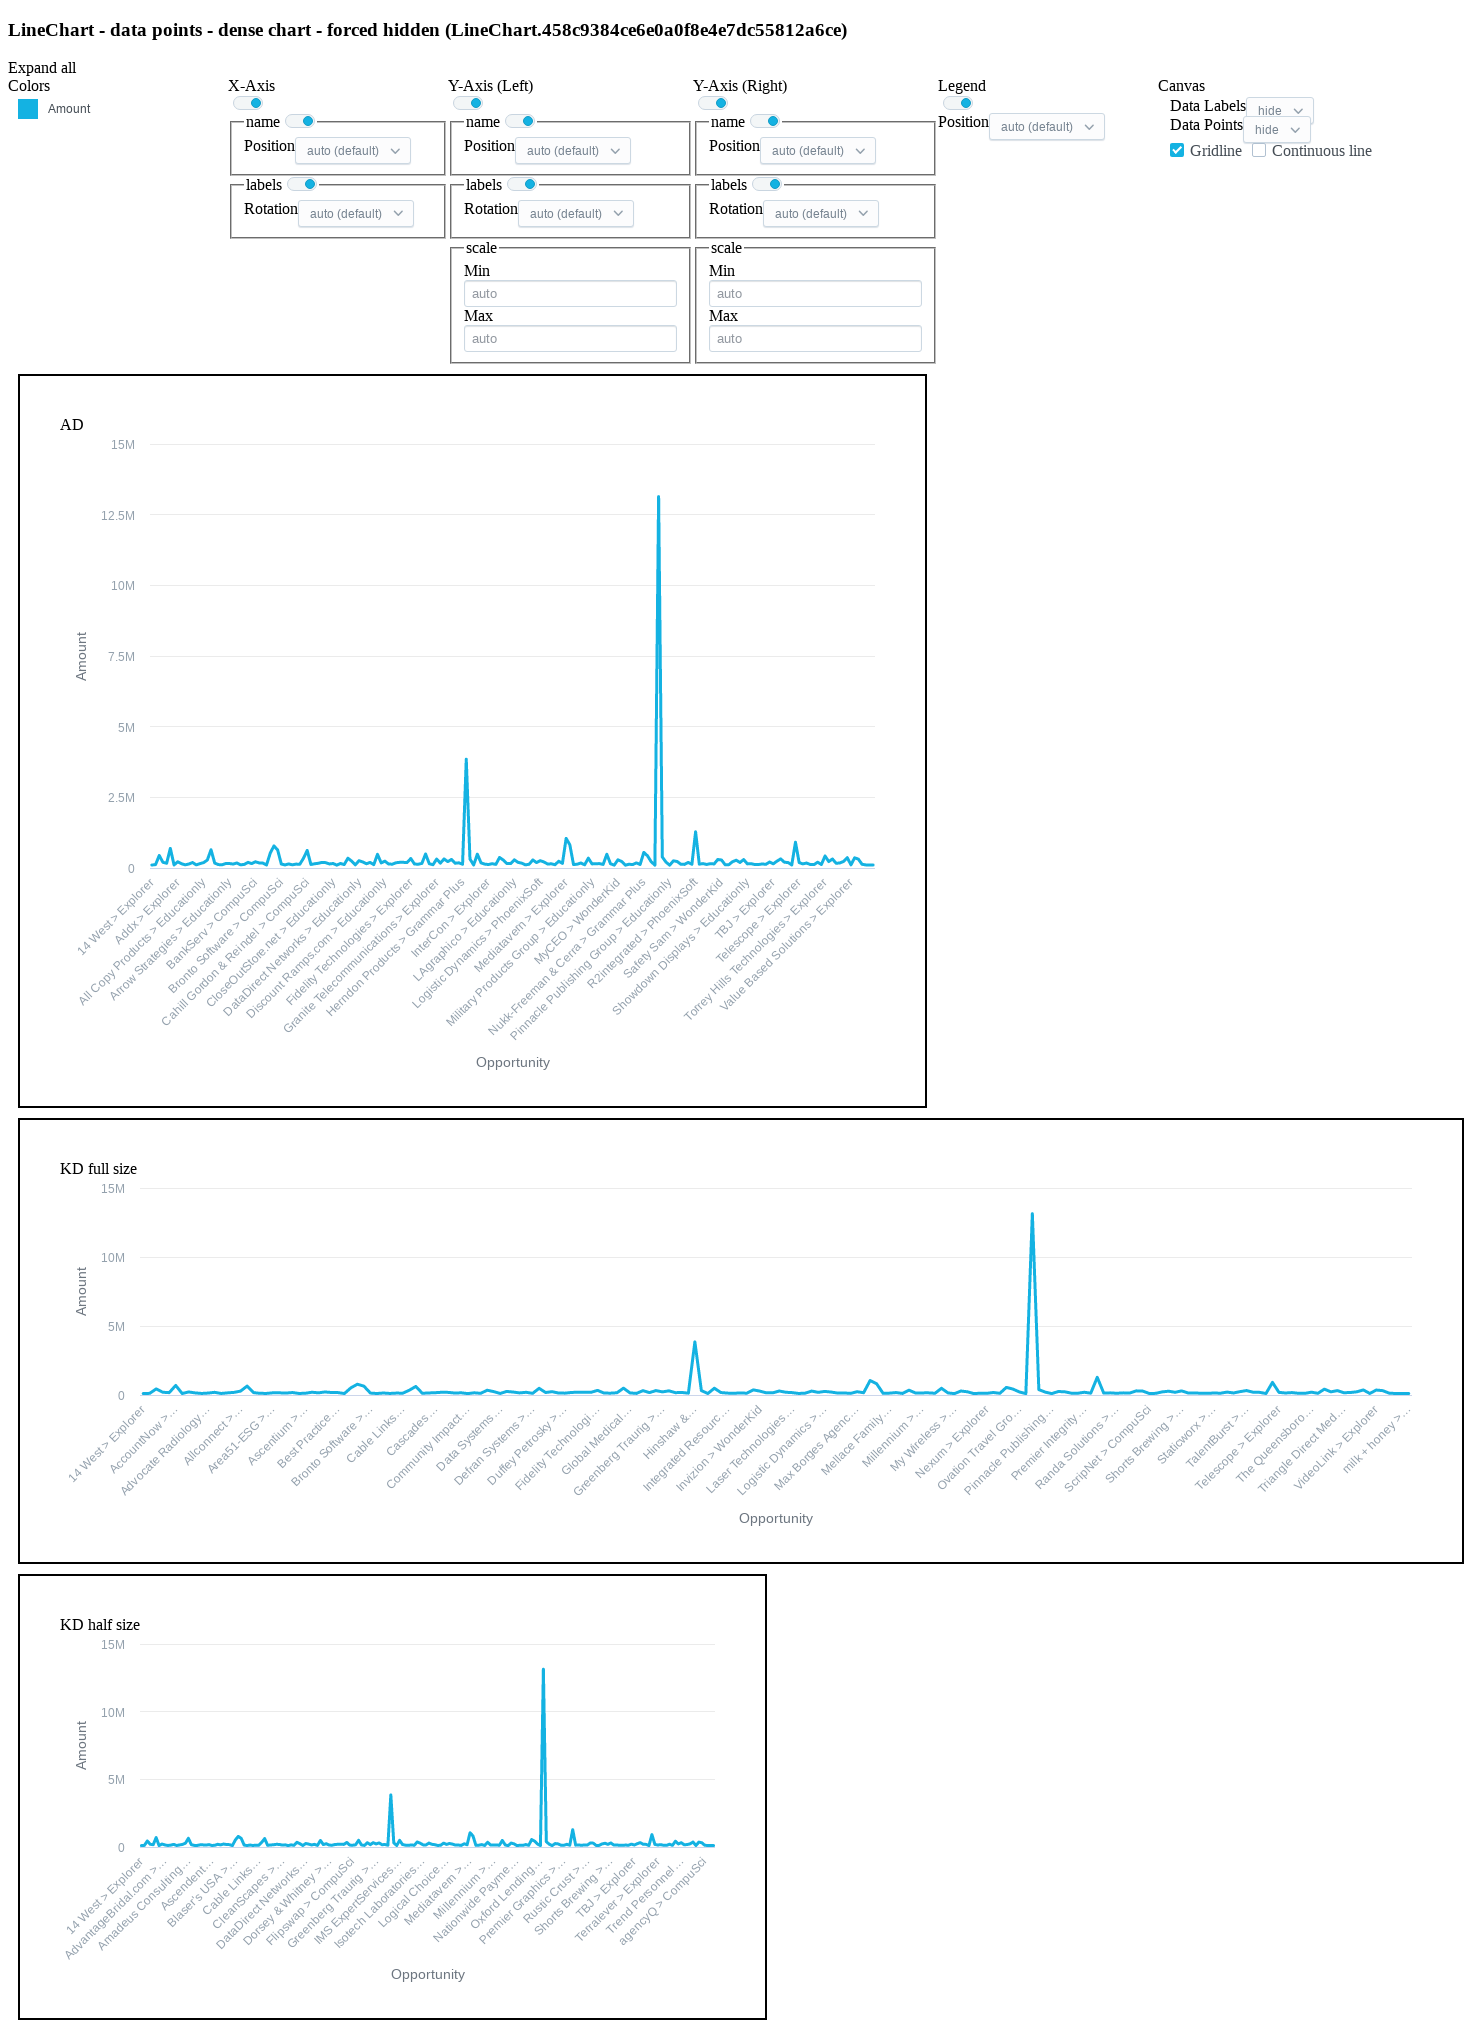 LineChart - data points - dense chart - forced hidden (LineChart.458c9384ce6e0a0f8e4e7dc55812a6ce)
Expand all
Colors
Amount
X-Axis
name
Position auto (default)
labels
Rotation auto (default)
Y-Axis (Left)
name
Position auto (default)
labels
Rotation auto (default)
scale
Min
auto
Max
auto
Y-Axis (Right)
name
Position auto (default)
labels
Rotation auto (default)
scale
Min
auto
Max
auto
Legend
Position auto (default)
Canvas
Data Labels hide
Data Points hide
Gridline Continuous line
AD
15M
12.5M
10M
7.5M
5M
2.5M
0
Amount
14 West > Explorer
Addx > Explorer
All Copy Products > Educationly
Arrow Strategies > Educationly
BankServ > CompuSci
Bronto Software > CompuSci
Cahill Gordon & Reindel > CompuSci
CloseOutStore.net > Educationly
DataDirect Networks > Educationly
Discount Ramps.com > Educationly
Fidelity Technologies > Explorer
Granite Telecommunications > Explorer
Herndon Products > Grammar Plus
InterCon > Explorer
LAgraphico > Educationly
Logistic Dynamics > PhoenixSoft
Mediatavem > Explorer
Military Products Group > Educationly
MyCEO > WonderKid
Nukk-Freeman & Cerra > Grammar Plus
Pinnacle Publishing Group > Educationly
R2integrated > PhoenixSoft
Safety Sam > WonderKid
Showdown Displays > Educationly
TBJ > Explorer
Telescope > Explorer
Torrey Hills Technologies > Explorer
Value Based Solutions > Explorer
Opportunity
KD full size
15M
10M
5M
0
Amount
14 West > Explorer
AccountNow >…
Advocate Radiology…
Allconnect >…
Area51-ESG >…
Ascentium >…
Best Practice…
Bronto Software >…
Cable Links…
Cascades…
Community Impact…
Data Systems…
Defran Systems >…
Duffey Petrosky >…
Fidelity Technologi…
Global Medical…
Greenberg Traurig >…
Hinshaw &…
Integrated Resourc…
Invizion > WonderKid
Laser Technologies…
Logistic Dynamics >…
Max Borges Agenc…
Mellace Family…
Millennium >…
My Wireless >…
Nexum > Explorer
Ovation Travel Gro…
Pinnacle Publishing…
Premier Integrity…
Randa Solutions >…
ScripNet > CompuSci
Shorts Brewing >…
Staticworx >…
TalentBurst >…
Telescope > Explorer
The Queensboro…
Triangle Direct Med…
VideoLink > Explorer
milk + honey >…
Opportunity
KD half size
15M
10M
5M
0
Amount
14 West > Explorer
AdvantageBridal.com >…
Amadeus Consulting…
Ascendent…
Blaser's USA >…
Cable Links…
CleanScapes >…
DataDirect Networks…
Dorsey & Whitney >…
Flipswap > CompuSci
Greenberg Traurig >…
IMS ExpertServices…
Isotech Laboratories…
Logical Choice…
Mediatavem >…
Millennium >…
Nationwide Payme…
Oxford Lending…
Premier Graphics >…
Rustic Crust >…
Shorts Brewing >…
TBJ > Explorer
Terralever > Explorer
Trend Personnel…
agencyQ > CompuSci
Opportunity